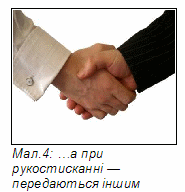 Мал.4: …а при
рукостисканні —
передаються іншим